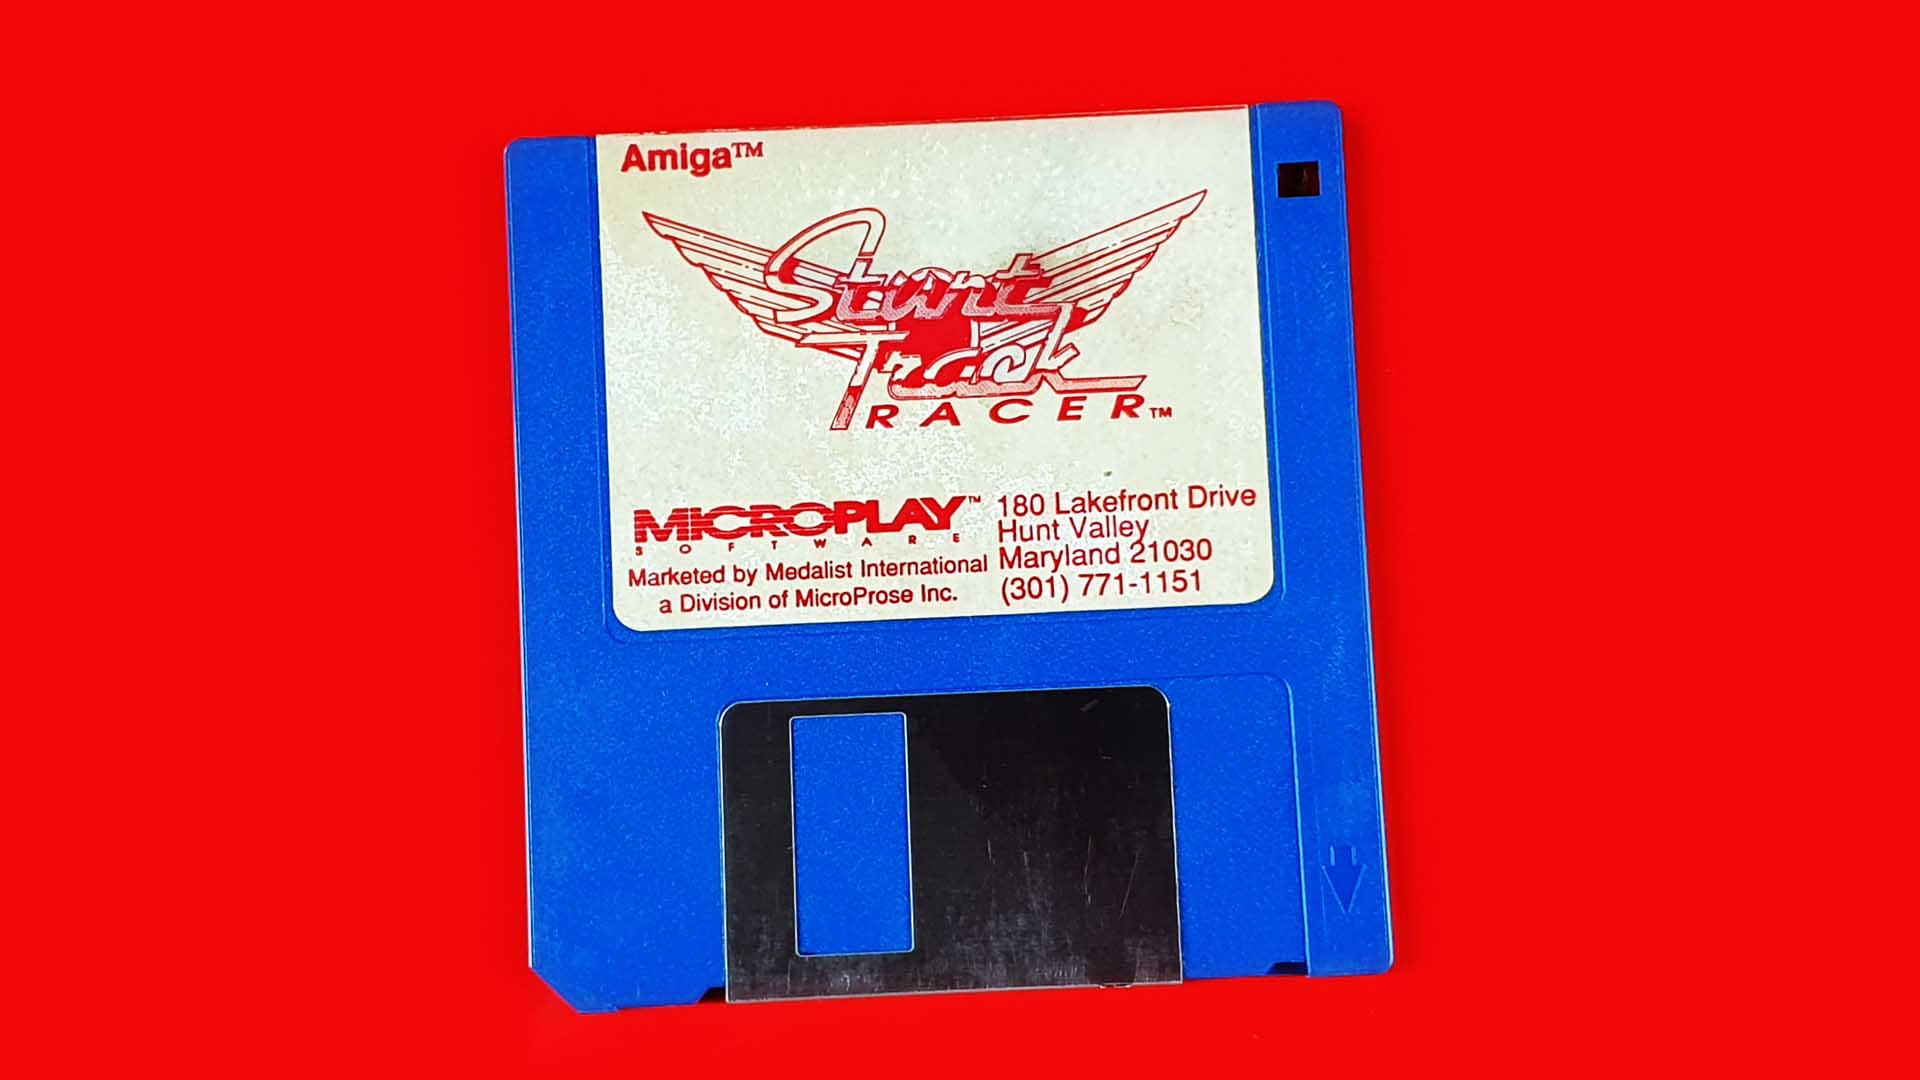 Amiga™
Stunt
Track
RACER™
MICROPLAY™
SOFTWARE
Marketed by Medalist International
a Division of MicroProse Inc.
180 Lakefront Drive
Hunt Valley
Maryland 21030
(301) 771-1151